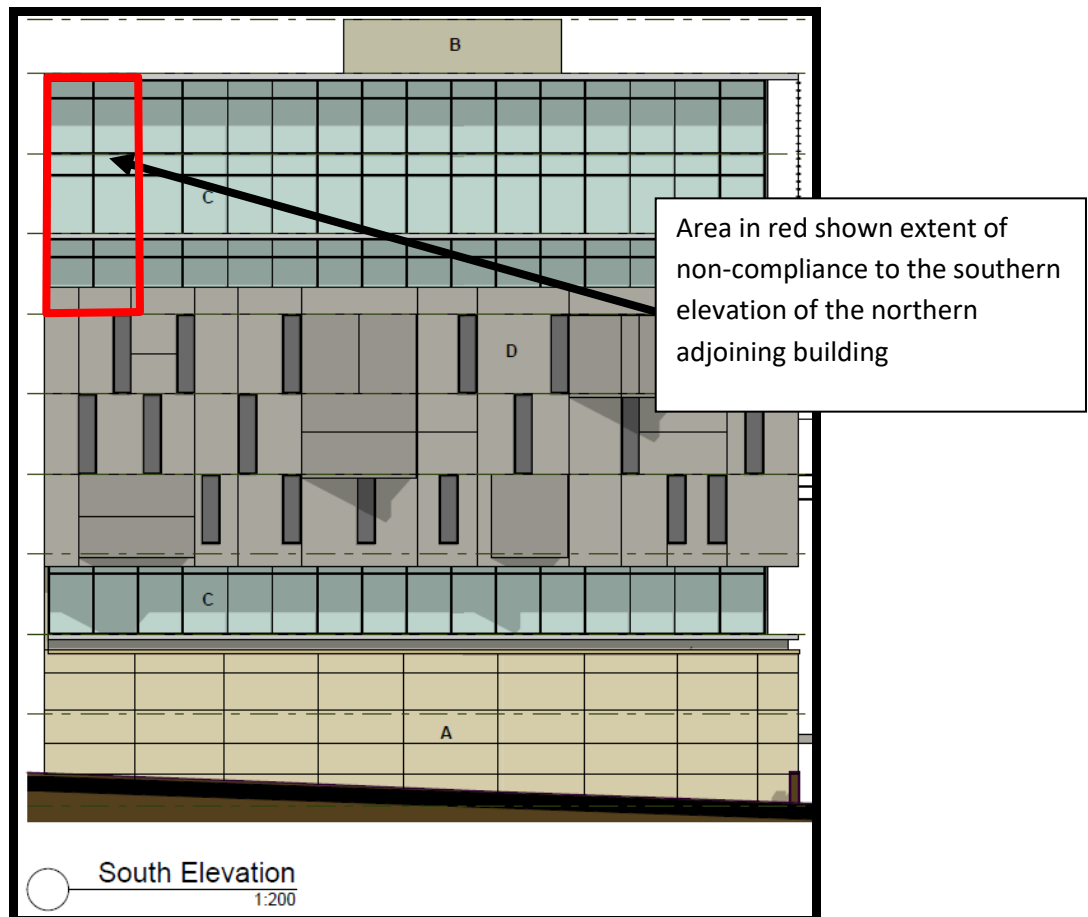 B
C
Area in red shown extent of
non-compliance to the southern
elevation of the northern
adjoining building
D
C
A
South Elevation
1:200